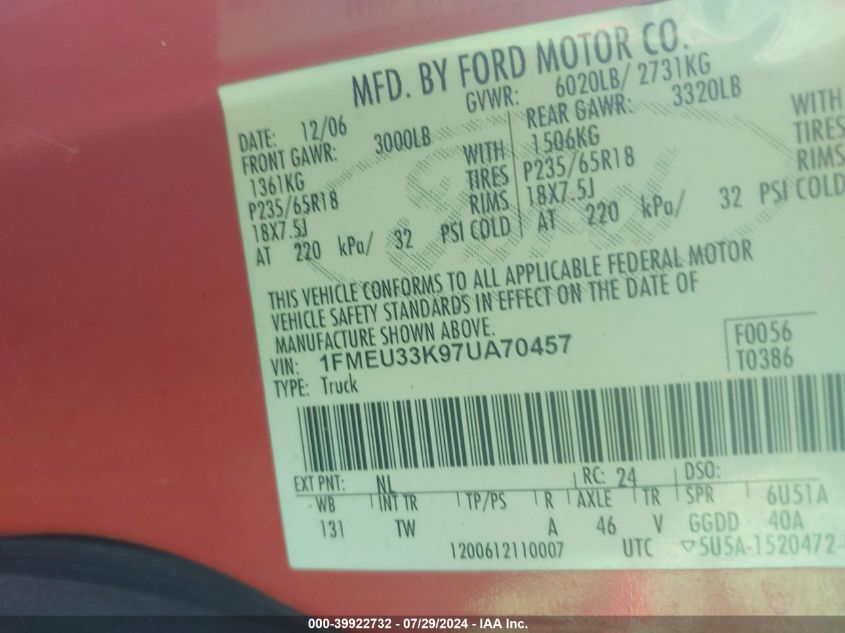 MFD. BY FORD MOTOR CO.
DATE: 12/06 GVWR: 6020LB/ 2731KG
FRONT GAWR: 3000LB REAR GAWR: 3320LB
1361KG WITH 1506KG WITH
P235/65R18 TIRES P235/65R18 TIRES
18X7.5J RIMS 18X7.5J RIMS
AT 220 kPa/ 32 PSI COLD AT 220 kPa/ 32 PSI COLD
THIS VEHICLE CONFORMS TO ALL APPLICABLE FEDERAL MOTOR
VEHICLE SAFETY STANDARDS IN EFFECT ON THE DATE OF
MANUFACTURE SHOWN ABOVE.
VIN: 1FMEU33K97UA70457 F0056
TYPE: Truck T0386
EXT PNT: NL RC: 24 DSO:
WB INT TR TP/PS R AXLE TR SPR 6U51A
131 TW A 46 V GGDD 40A
1200612110007 UTC ▽5U5A-1520472-
000-39922732 - 07/29/2024 - IAA Inc.